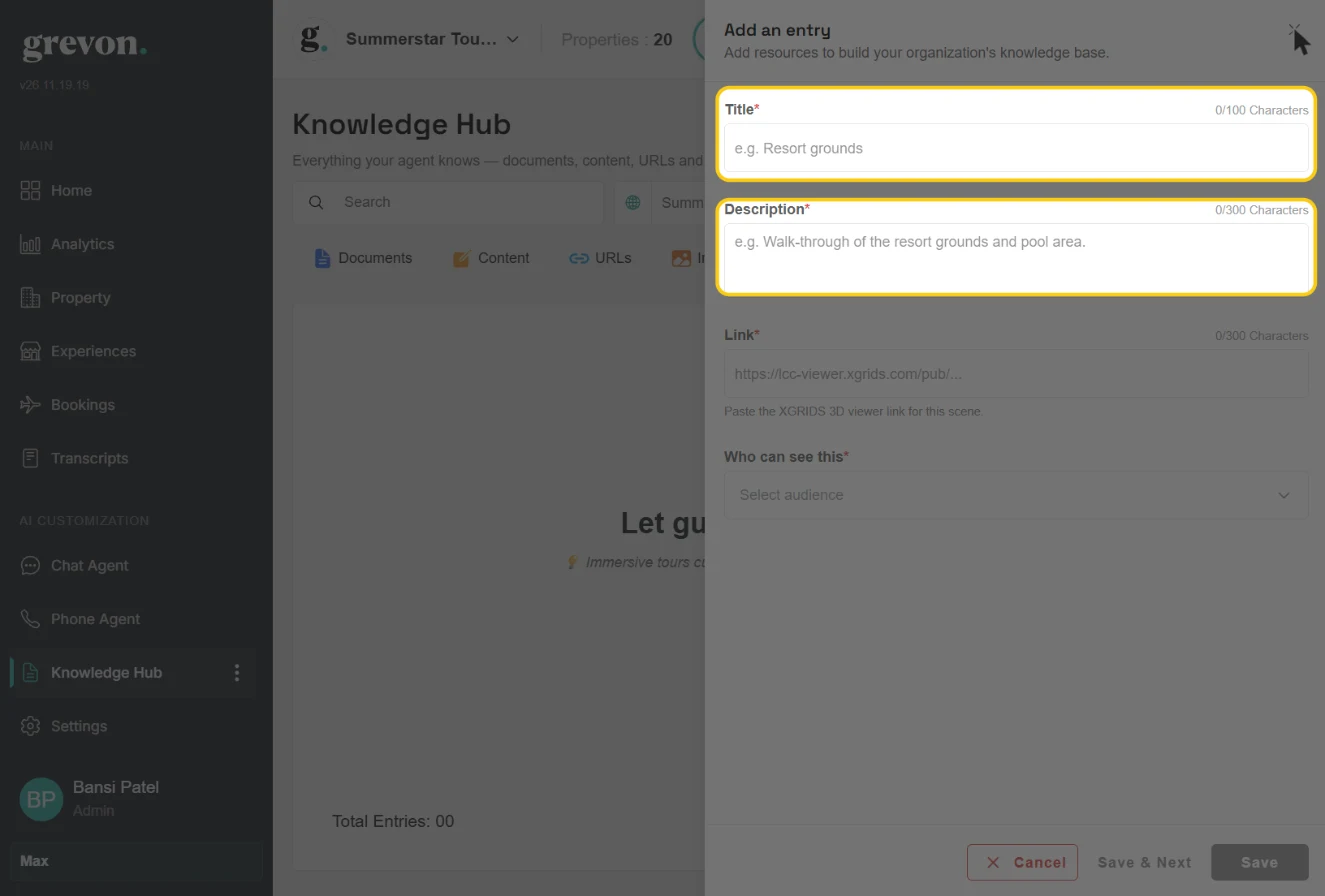 grevon.
v26.11.19.19
MAIN
Home
Analytics
Property
Experiences
Bookings
Transcripts
AI CUSTOMIZATION
Chat Agent
Phone Agent
Knowledge Hub
Settings
BP
Bansi Patel
Admin
Max
g.
Summerstar Tou...
Properties : 20
Knowledge Hub
Everything your agent knows — documents, content, URLs and
Search
Summ
Documents
Content
URLs
Let gu
Immersive tours cu
Total Entries: 00
Add an entry
Add resources to build your organization's knowledge base.
Title*
0/100 Characters
e.g. Resort grounds
Description*
0/300 Characters
e.g. Walk-through of the resort grounds and pool area.
Link*
0/300 Characters
https://lcc-viewer.xgrids.com/pub/...
Paste the XGRIDS 3D viewer link for this scene.
Who can see this*
Select audience
Cancel
Save & Next
Save